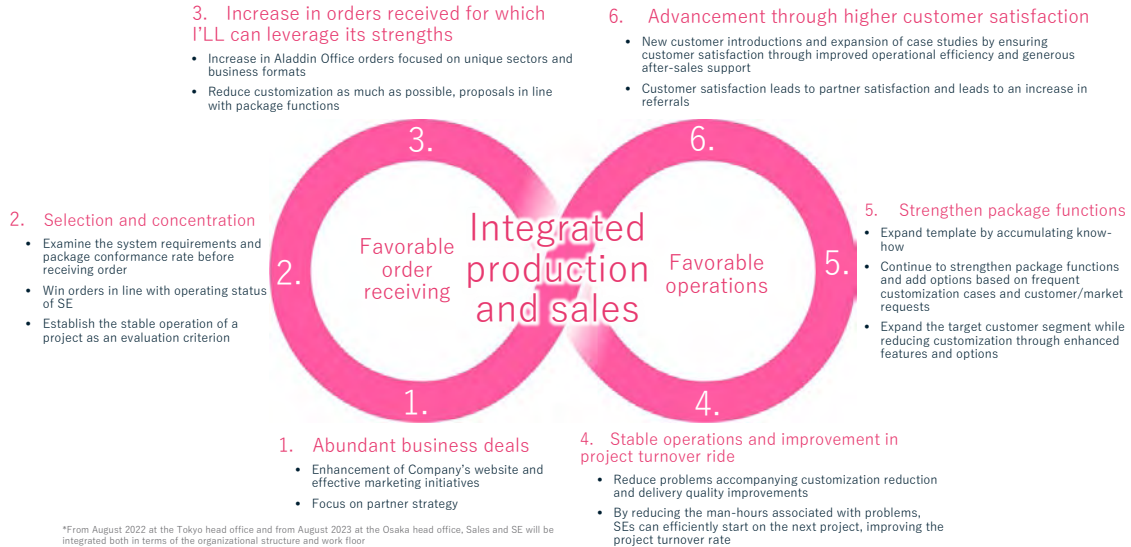 3. Increase in orders received for which
I'LL can leverage its strengths
• Increase in Aladdin Office orders focused on unique sectors and
business formats
• Reduce customization as much as possible, proposals in line
with package functions
6. Advancement through higher customer satisfaction
• New customer introductions and expansion of case studies by ensuring
customer satisfaction through improved operational efficiency and generous
after-sales support
• Customer satisfaction leads to partner satisfaction and leads to an increase in
referrals
2. Selection and concentration
• Examine the system requirements and
package conformance rate before
receiving order
• Win orders in line with operating status
of SE
• Establish the stable operation of a
project as an evaluation criterion
3.
6.
2.
Favorable
order
receiving
Integrated
production
and sales
Favorable
operations
5.
1.
4.
5. Strengthen package functions
• Expand template by accumulating know-
how
• Continue to strengthen package functions
and add options based on frequent
customization cases and customer/market
requests
• Expand the target customer segment while
reducing customization through enhanced
features and options
1. Abundant business deals
• Enhancement of Company's website and
effective marketing initiatives
• Focus on partner strategy
4. Stable operations and improvement in
project turnover ride
• Reduce problems accompanying customization reduction
and delivery quality improvements
• By reducing the man-hours associated with problems,
SEs can efficiently start on the next project, improving the
project turnover rate
*From August 2022 at the Tokyo head office and from August 2023 at the Osaka head office, Sales and SE will be
integrated both in terms of the organizational structure and work floor